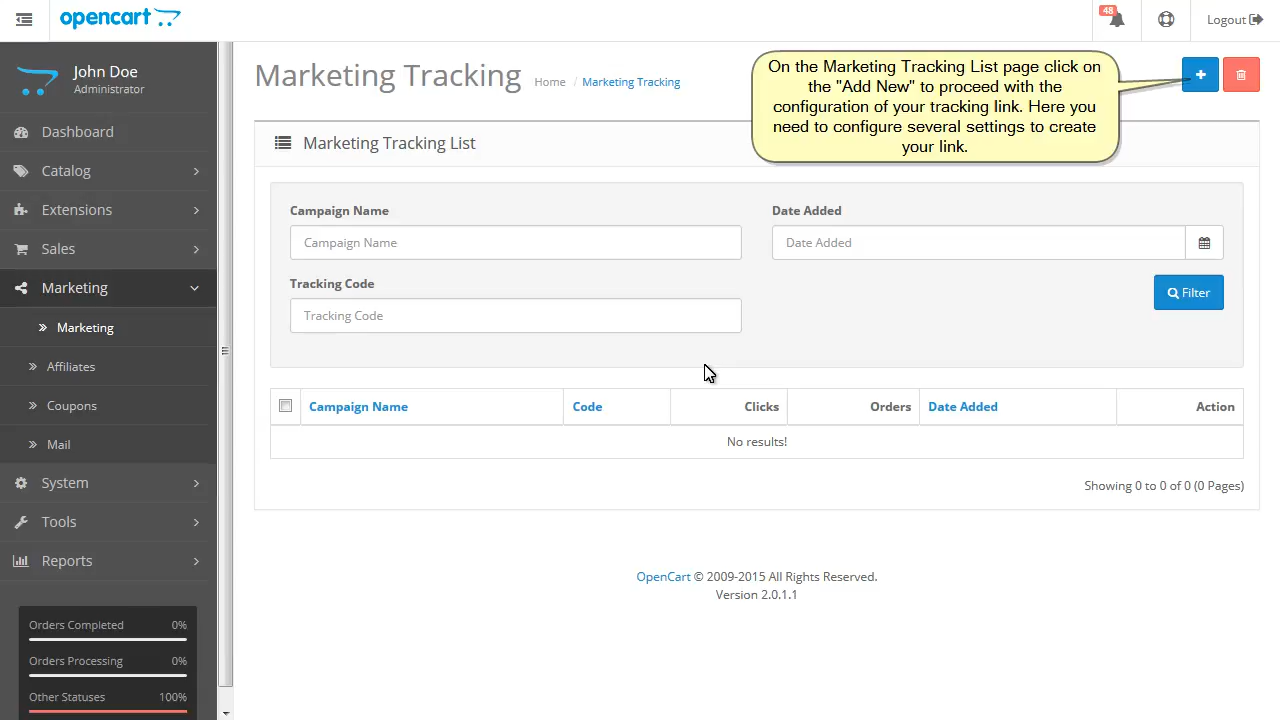 opencart
48
Logout
John Doe
Administrator
Dashboard
Catalog
Extensions
Sales
Marketing
Marketing
Affiliates
Coupons
Mail
System
Tools
Reports
Orders Completed 0%
Orders Processing 0%
Other Statuses 100%
Marketing Tracking
Home / Marketing Tracking
On the Marketing Tracking List page click on
the "Add New" to proceed with the
configuration of your tracking link. Here you
need to configure several settings to create
your link.
Marketing Tracking List
Campaign Name
Campaign Name
Date Added
Date Added
Tracking Code
Tracking Code
Filter
Campaign Name Code Clicks Orders Date Added Action
No results!
Showing 0 to 0 of 0 (0 Pages)
OpenCart © 2009-2015 All Rights Reserved.
Version 2.0.1.1